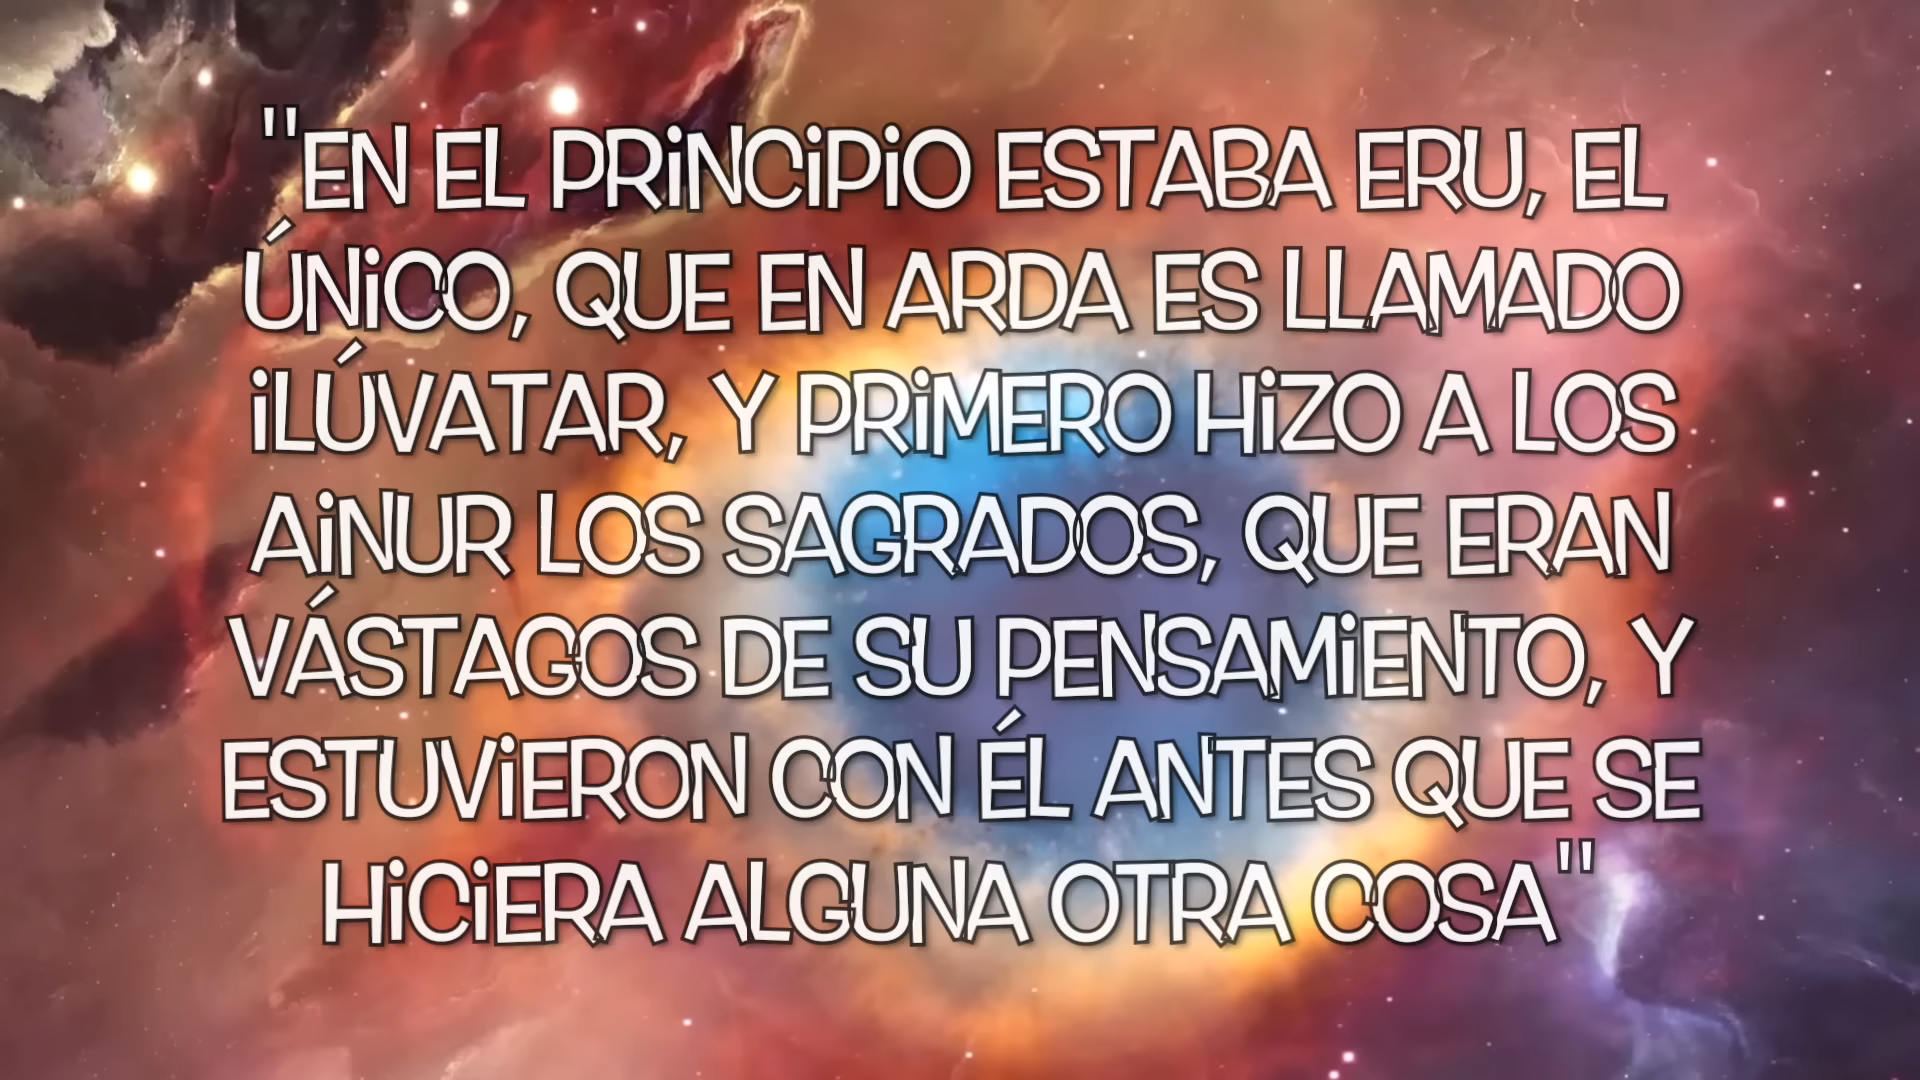 "EN EL PRiNCiPiO ESTABA ERU, EL
ÚNiCO, QUE EN ARDA ES LLAMADO
iLÚVATAR, Y PRiMERO HiZO A LOS
AiNUR LOS SAGRADOS, QUE ERAN
VÁSTAGOS DE SU PENSAMiENTO, Y
ESTUViERON CON ÉL ANTES QUE SE
HiCiERA ALGUNA OTRA COSA"